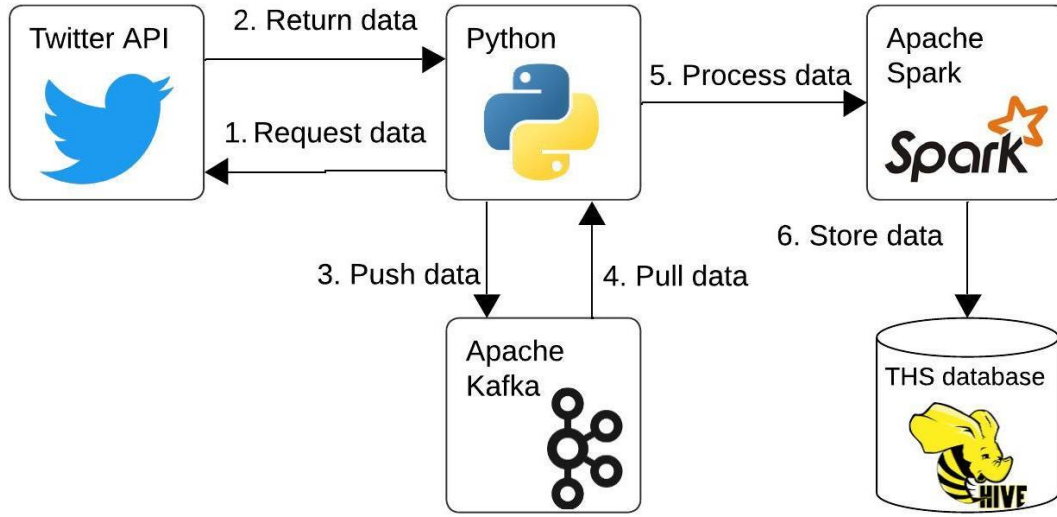 Twitter API
2. Return data
Python
Apache
Spark
5. Process data
1. Request data
Spark
6. Store data
3. Push data
4. Pull data
Apache
Kafka
THS database
HIVE